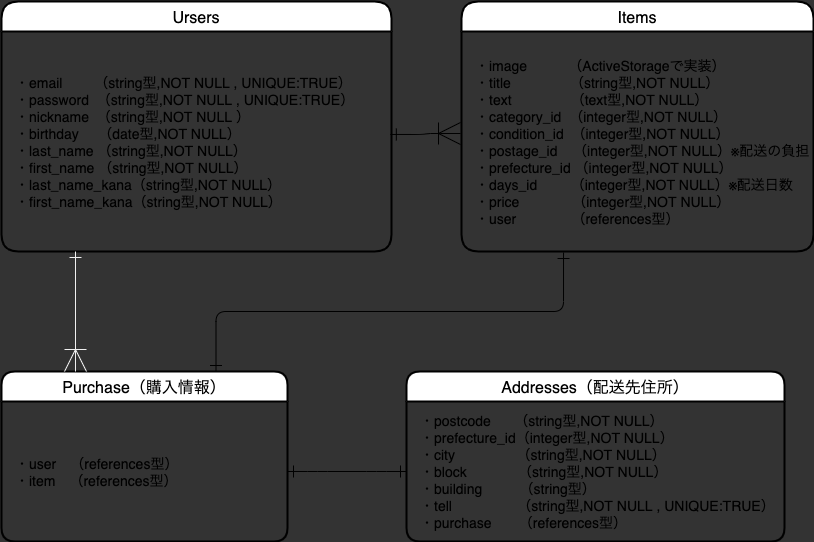 Ursers
・email （string型,NOT NULL , UNIQUE:TRUE）
・password （string型,NOT NULL , UNIQUE:TRUE）
・nickname （string型,NOT NULL ）
・birthday （date型,NOT NULL）
・last_name （string型,NOT NULL）
・first_name （string型,NOT NULL）
・last_name_kana（string型,NOT NULL）
・first_name_kana（string型,NOT NULL）
Items
・image （ActiveStorageで実装）
・title （string型,NOT NULL）
・text （text型,NOT NULL）
・category_id （integer型,NOT NULL）
・condition_id （integer型,NOT NULL）
・postage_id （integer型,NOT NULL）※配送の負担
・prefecture_id （integer型,NOT NULL）
・days_id （integer型,NOT NULL）※配送日数
・price （integer型,NOT NULL）
・user （references型）
Purchase（購入情報）
・user （references型）
・item （references型）
Addresses（配送先住所）
・postcode （string型,NOT NULL）
・prefecture_id（integer型,NOT NULL）
・city （string型,NOT NULL）
・block （string型,NOT NULL）
・building （string型）
・tell （string型,NOT NULL , UNIQUE:TRUE）
・purchase （references型）